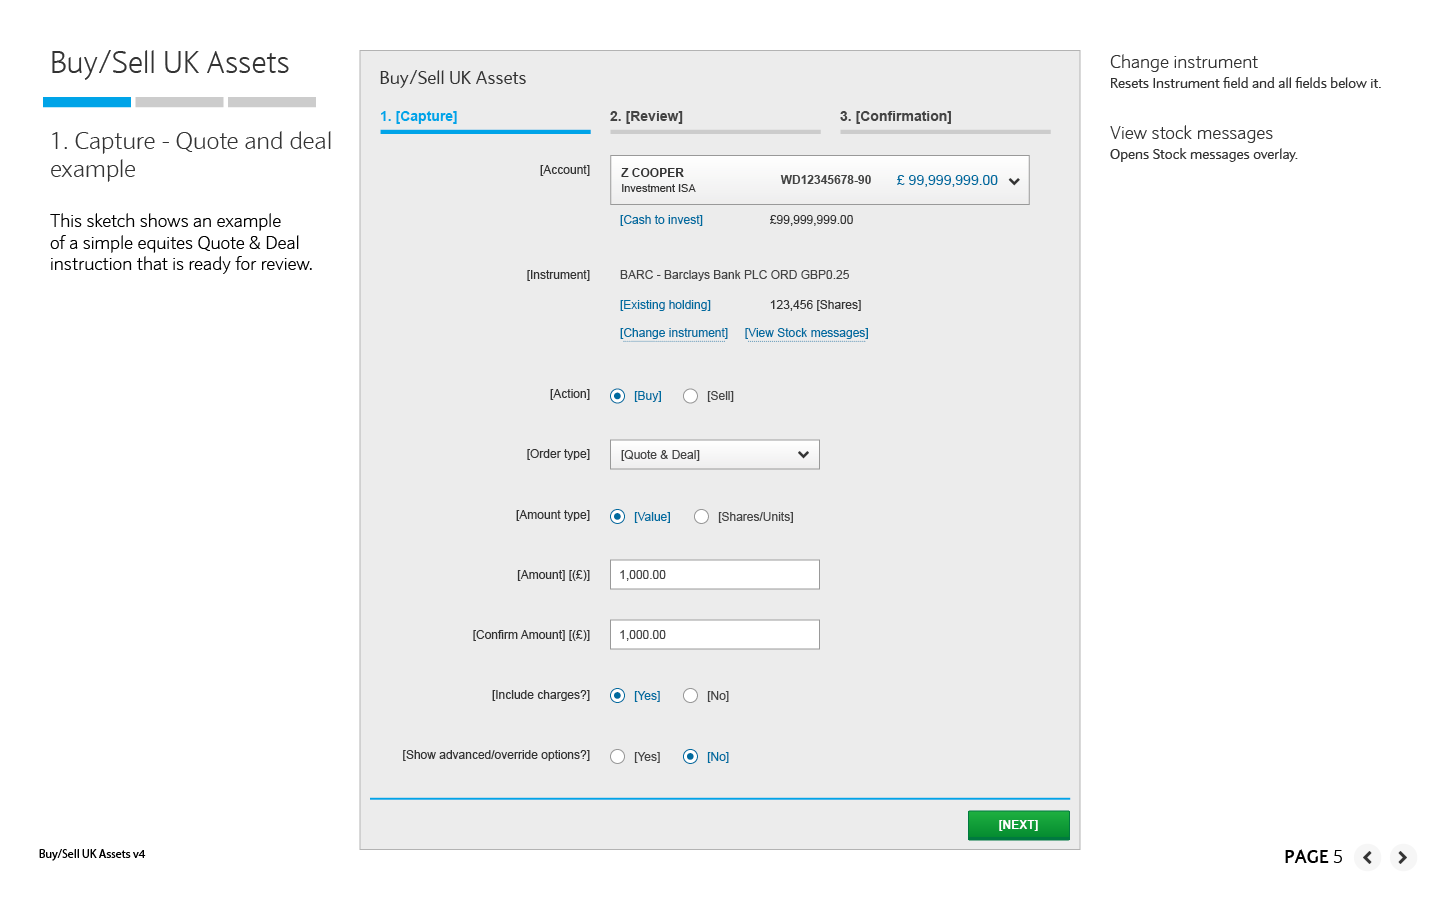 Buy/Sell UK Assets
1. Capture - Quote and deal
example
This sketch shows an example
of a simple equites Quote & Deal
instruction that is ready for review.
Buy/Sell UK Assets
1. [Capture]
2. [Review]
3. [Confirmation]
[Account]
Z COOPER
Investment ISA
WD12345678-90
£ 99,999,999.00
[Cash to invest]
£99,999,999.00
[Instrument]
BARC - Barclays Bank PLC ORD GBP0.25
[Existing holding]
123,456 [Shares]
[Change instrument]
[View Stock messages]
[Action]
[Buy]
[Sell]
[Order type]
[Quote & Deal]
[Amount type]
[Value]
[Shares/Units]
[Amount] [(£)]
1,000.00
[Confirm Amount] [(£)]
1,000.00
[Include charges?]
[Yes]
[No]
[Show advanced/override options?]
[Yes]
[No]
[NEXT]
Change instrument
Resets Instrument field and all fields below it.
View stock messages
Opens Stock messages overlay.
Buy/Sell UK Assets v4
PAGE 5